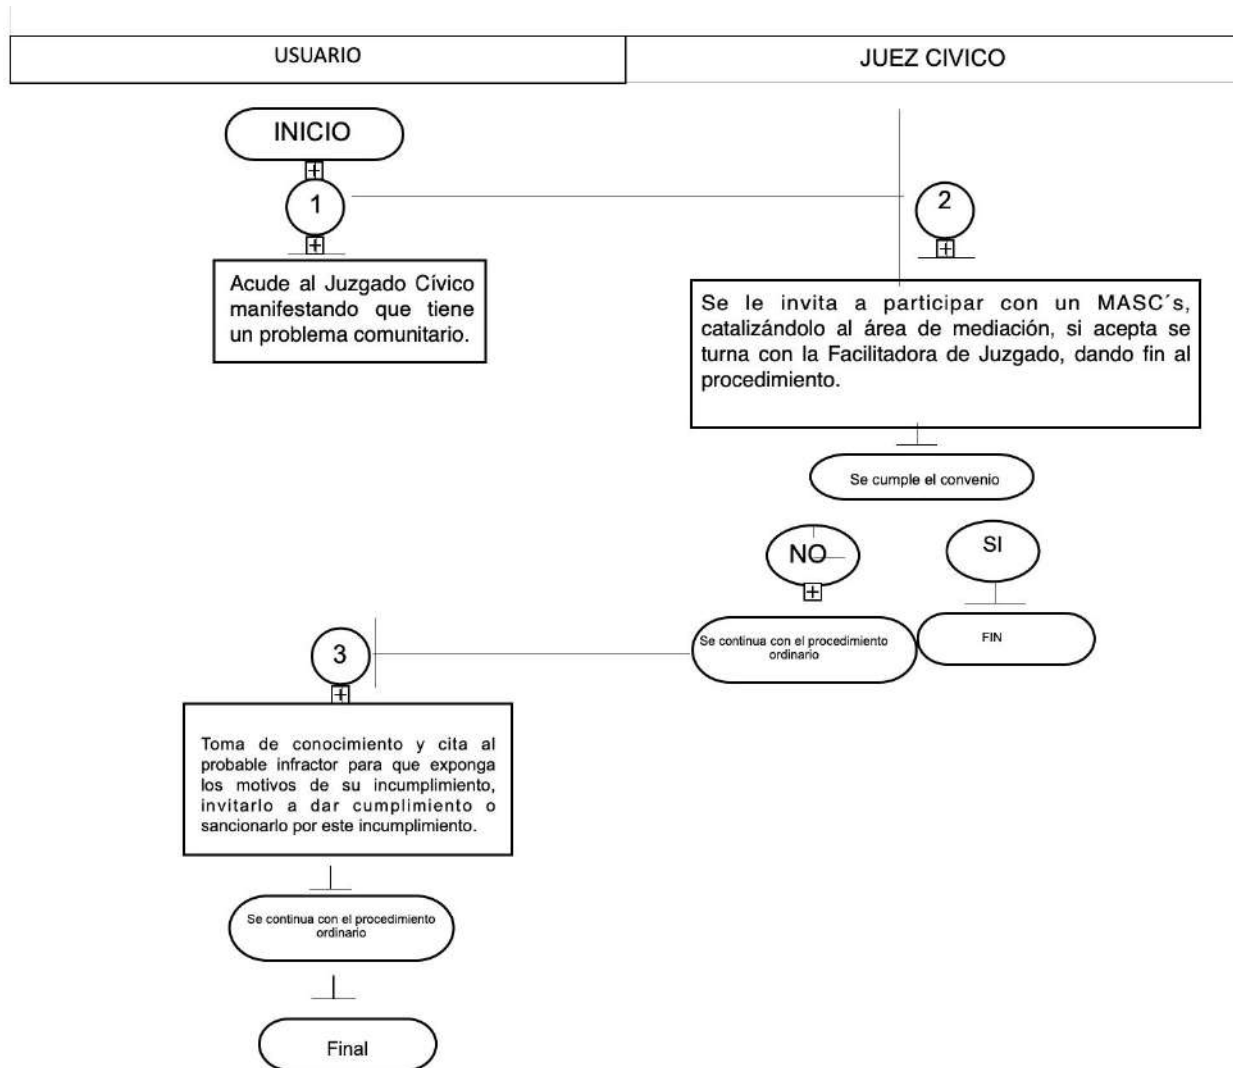 USUARIO
JUEZ CIVICO
INICIO
1
2
Acude al Juzgado Cívico
manifestando que tiene
un problema comunitario.
Se le invita a participar con un MASC´s,
catalizándolo al área de mediación, si acepta se
turna con la Facilitadora de Juzgado, dando fin al
procedimiento.
Se cumple el convenio
NO
SI
Se continua con el procedimiento
ordinario
FIN
3
Toma de conocimiento y cita al
probable infractor para que exponga
los motivos de su incumplimiento,
invitarlo a dar cumplimiento o
sancionarlo por este incumplimiento.
Se continua con el procedimiento
ordinario
Final